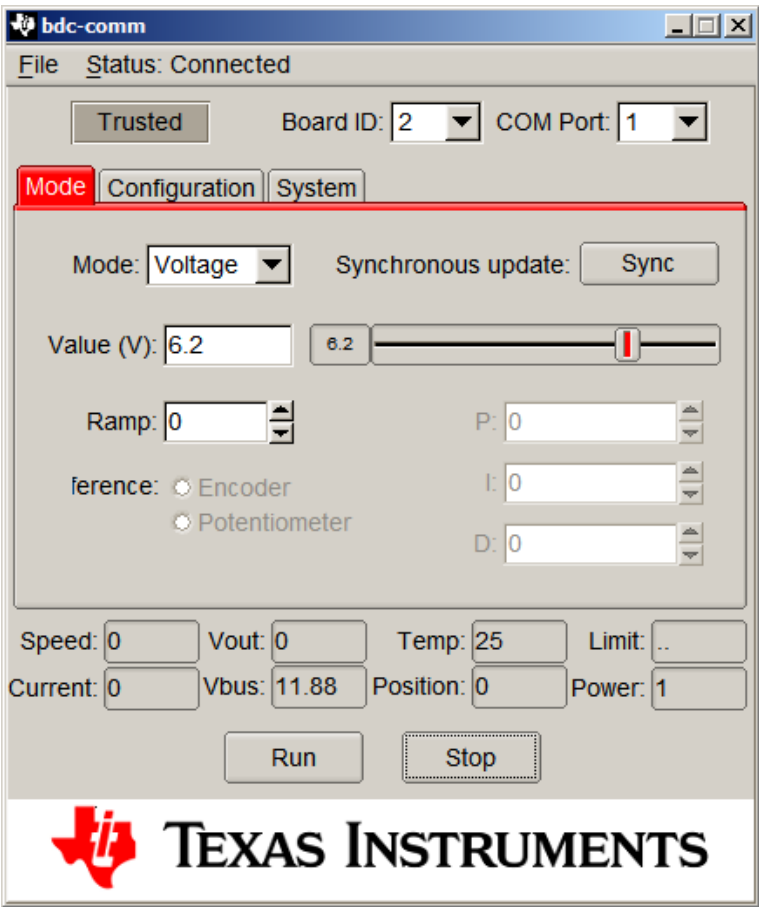 bdc-comm
File Status: Connected
Trusted Board ID: 2 COM Port: 1
Mode Configuration System
Mode: Voltage Synchronous update: Sync
Value (V): 6.2 6.2
Ramp: 0 P: 0
ference: Encoder I: 0
Potentiometer
D: 0
Speed: 0 Vout: 0 Temp: 25 Limit: ..
Current: 0 Vbus: 11.88 Position: 0 Power: 1
Run Stop
TEXAS INSTRUMENTS